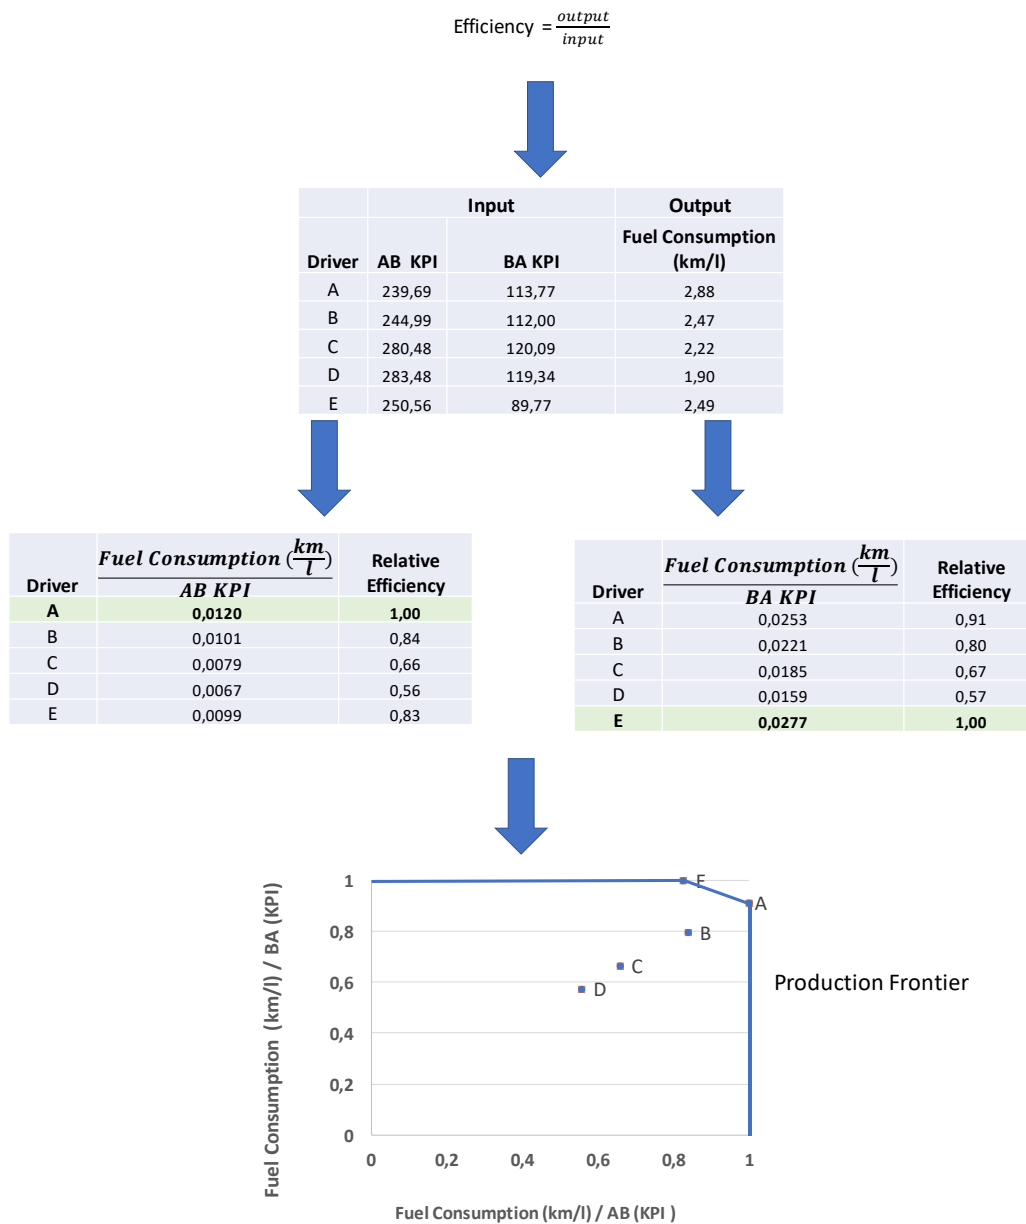 Efficiency = output / input
Input Output
Driver AB KPI BA KPI Fuel Consumption (km/l)
A 239,69 113,77 2,88
B 244,99 112,00 2,47
C 280,48 120,09 2,22
D 283,48 119,34 1,90
E 250,56 89,77 2,49
Driver Fuel Consumption (km/l) / AB KPI Relative Efficiency
A 0,0120 1,00
B 0,0101 0,84
C 0,0079 0,66
D 0,0067 0,56
E 0,0099 0,83
Driver Fuel Consumption (km/l) / BA KPI Relative Efficiency
A 0,0253 0,91
B 0,0221 0,80
C 0,0185 0,67
D 0,0159 0,57
E 0,0277 1,00
Fuel Consumption (km/l) / BA (KPI)
1
0,8
0,6
0,4
0,2
0
E
A
B
C
D
Production Frontier
0 0,2 0,4 0,6 0,8 1
Fuel Consumption (km/l) / AB (KPI )